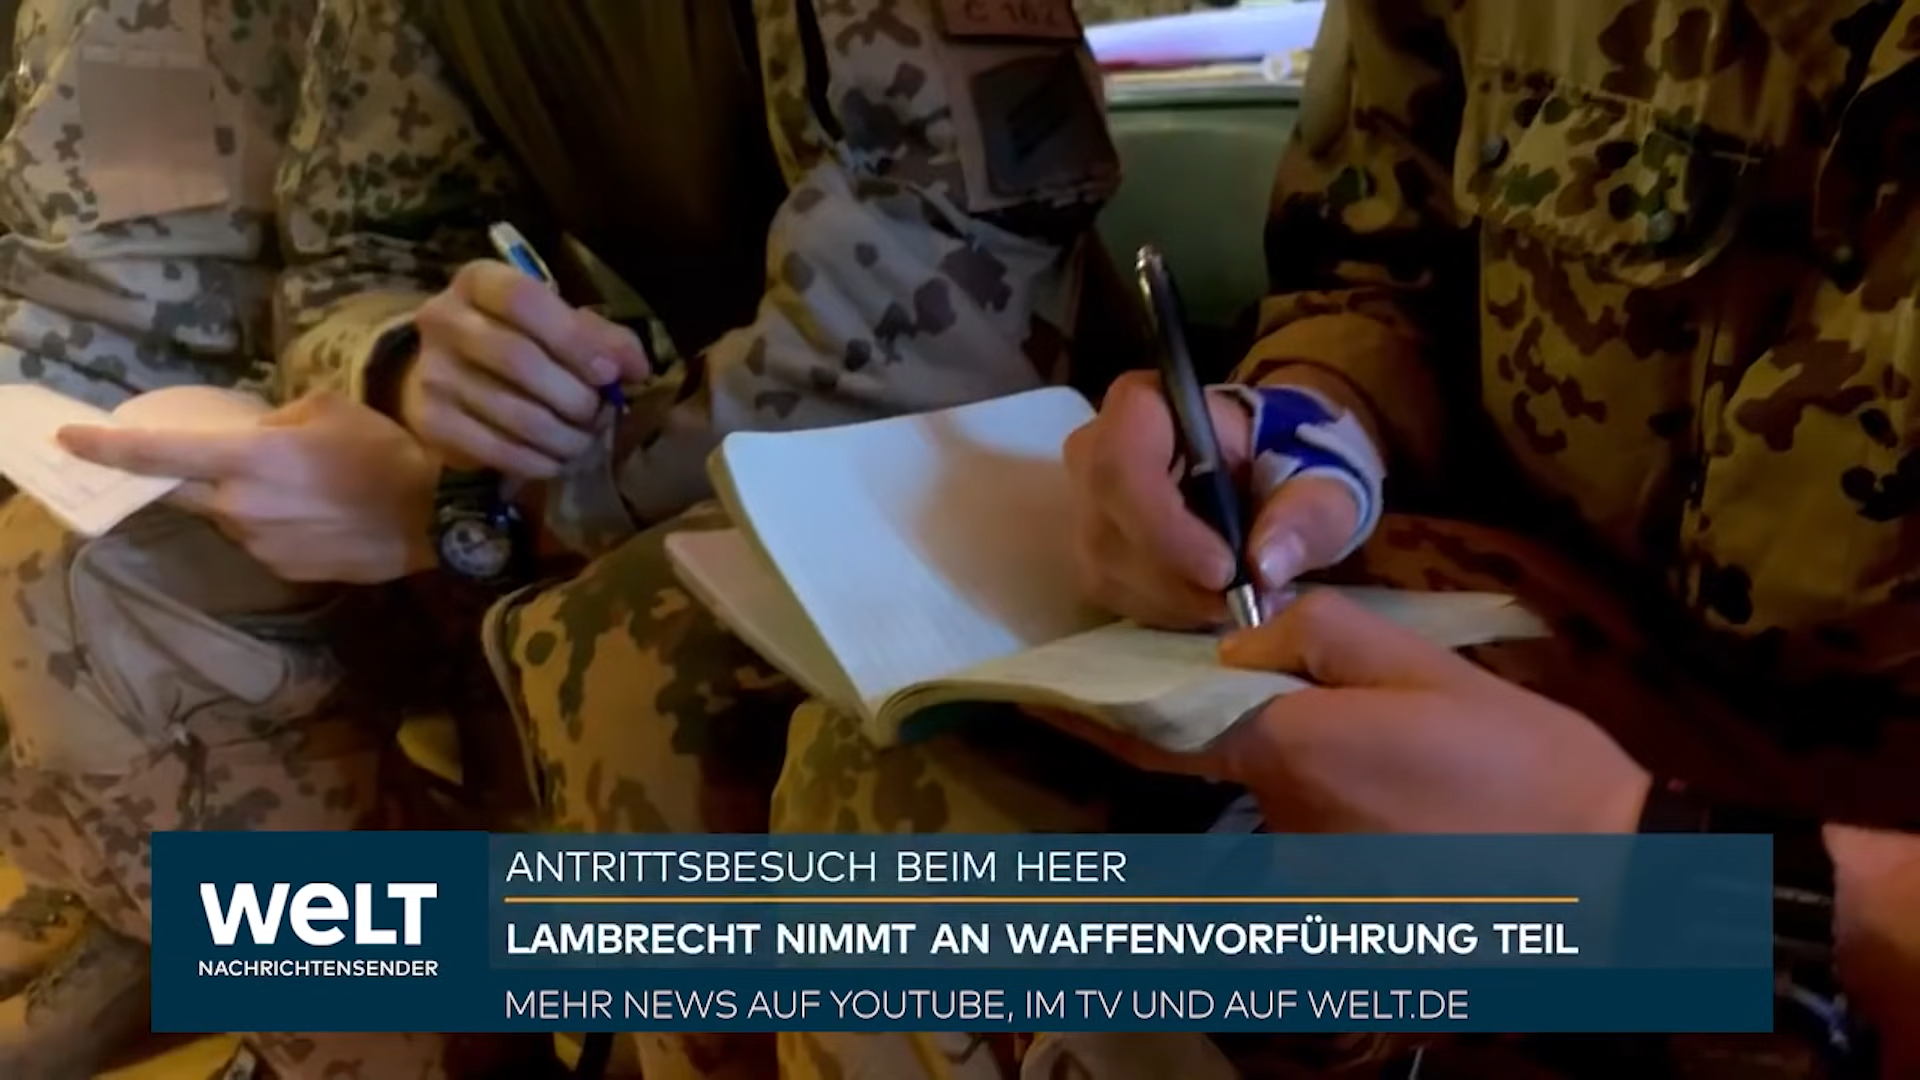 C 162
ANTRITTSBESUCH BEIM HEER
WELT
NACHRICHTENSENDER
LAMBRECHT NIMMT AN WAFFENVORFÜHRUNG TEIL
MEHR NEWS AUF YOUTUBE, IM TV UND AUF WELT.DE